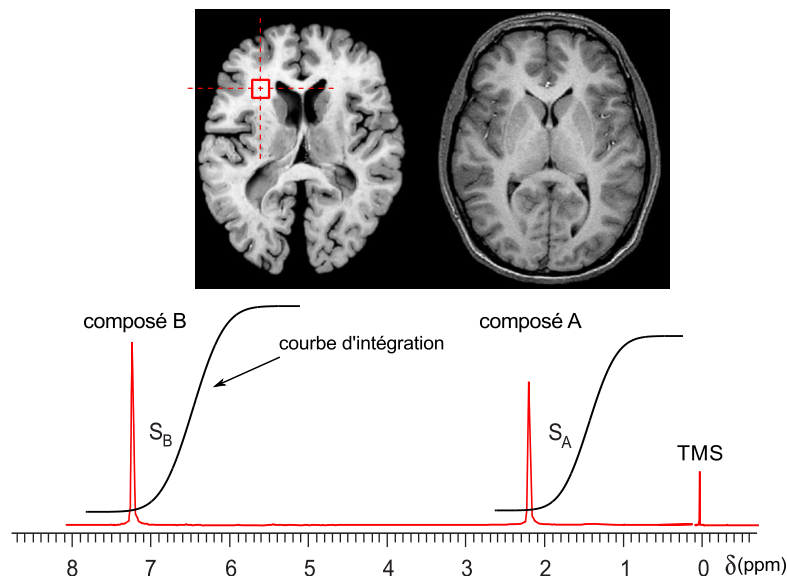 composé B
composé A
courbe d'intégration
SB
SA
TMS
8 7 6 5 4 3 2 1 0 δ(ppm)